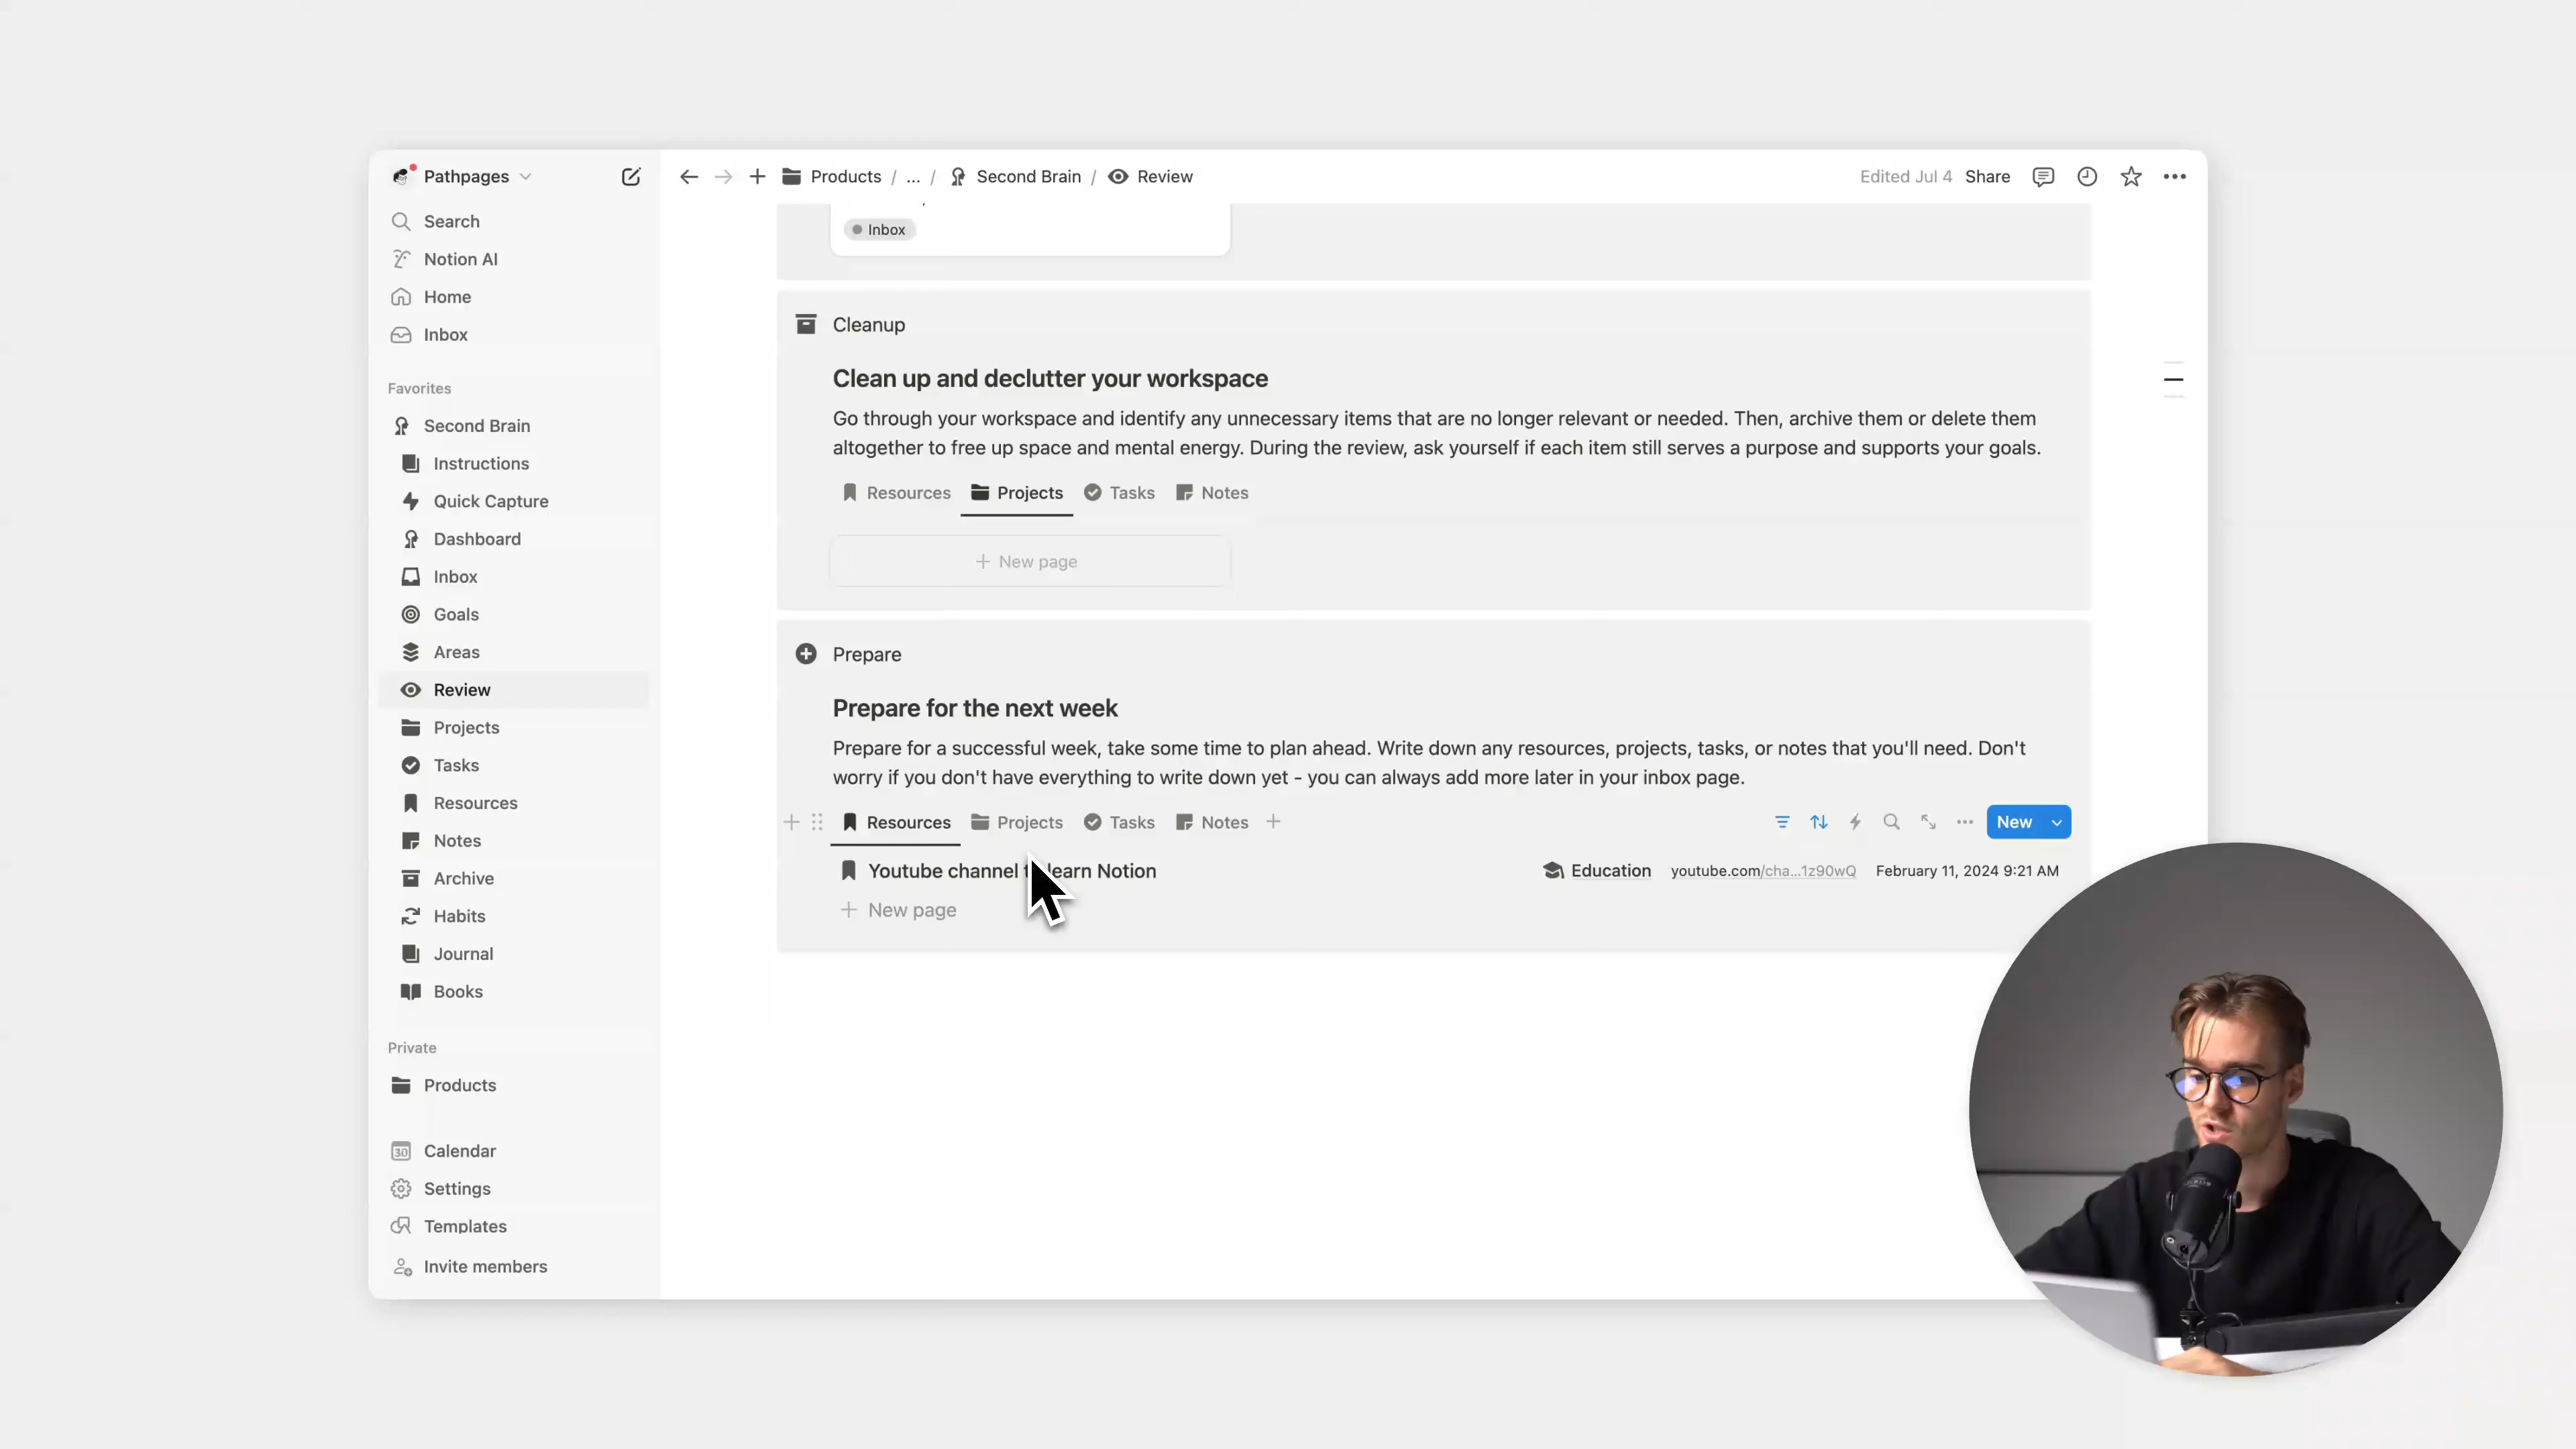 Pathpages
Search
Notion AI
Home
Inbox
Favorites
Second Brain
Instructions
Quick Capture
Dashboard
Inbox
Goals
Areas
Review
Projects
Tasks
Resources
Notes
Archive
Habits
Journal
Books
Private
Products
30 Calendar
Settings
Templates
Invite members
Products / ... / Second Brain / Review
Edited Jul 4 Share
Inbox
Cleanup
Clean up and declutter your workspace
Go through your workspace and identify any unnecessary items that are no longer relevant or needed. Then, archive them or delete them
altogether to free up space and mental energy. During the review, ask yourself if each item still serves a purpose and supports your goals.
Resources Projects Tasks Notes
+ New page
Prepare
Prepare for the next week
Prepare for a successful week, take some time to plan ahead. Write down any resources, projects, tasks, or notes that you'll need. Don't
worry if you don't have everything to write down yet - you can always add more later in your inbox page.
Resources Projects Tasks Notes + New
Youtube channel t learn Notion Education youtube.com/cha...1z90wQ February 11, 2024 9:21 AM
+ New page